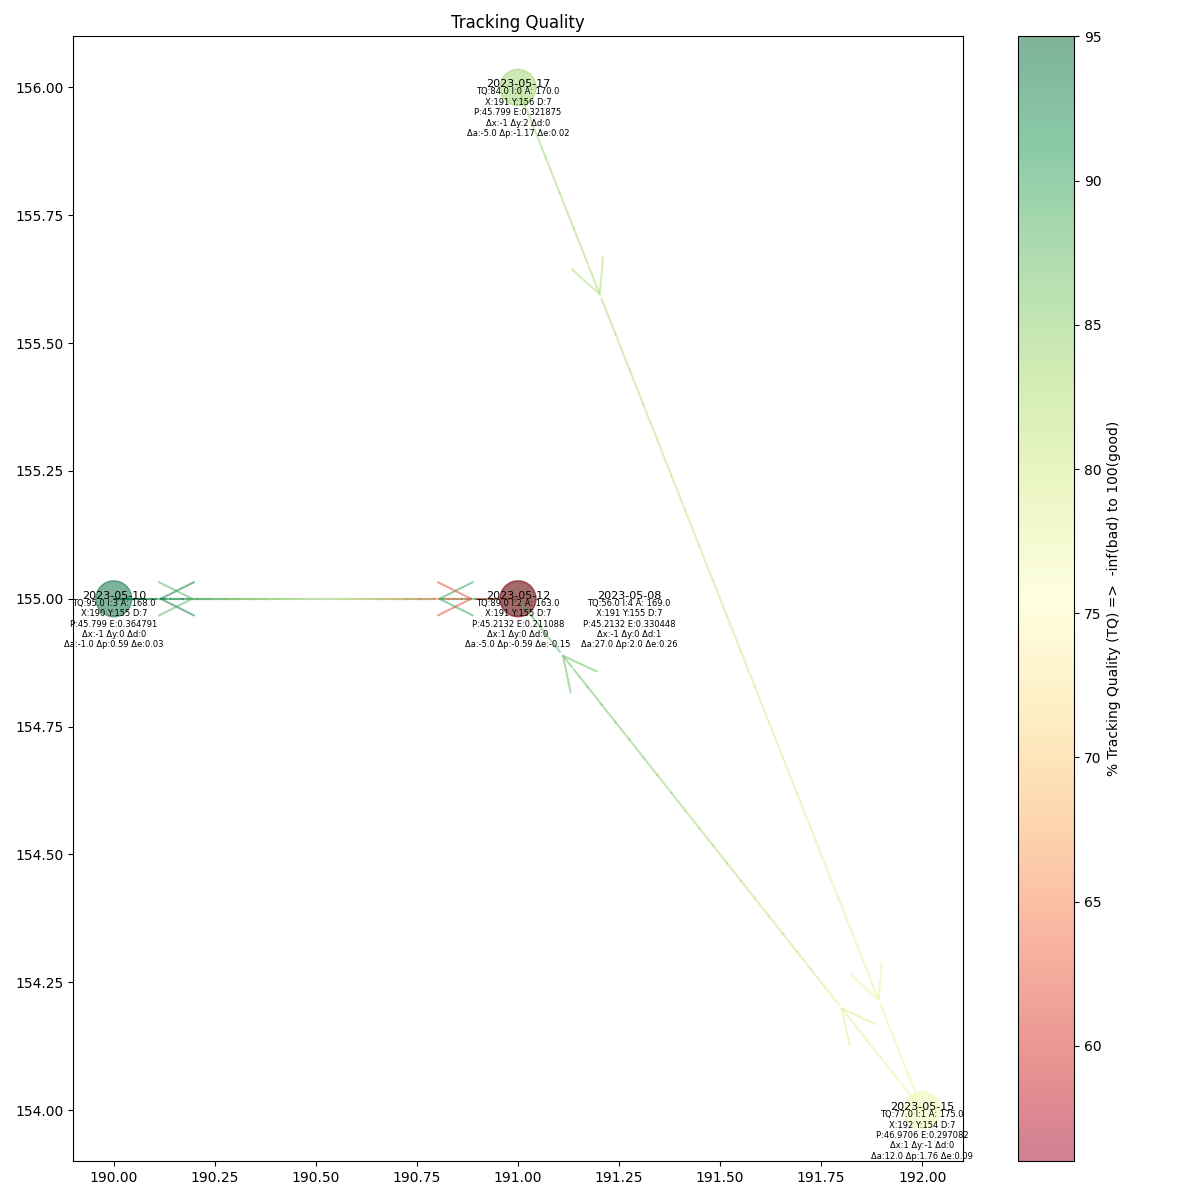 Tracking Quality
2023-05-17
TQ:84.0 I:0 A: 170.0
X:191 Y:156 D:7
P:45.799 E:0.321875
Δx:-1 Δy:2 Δd:0
Δa:-5.0 Δp:-1.17 Δe:0.02
2023-05-10
TQ:95.0 I:3 A: 168.0
X:190 Y:155 D:7
P:45.799 E:0.364791
Δx:-1 Δy:0 Δd:0
Δa:-1.0 Δp:0.59 Δe:0.03
2023-05-12
TQ:89.0 I:2 A: 163.0
X:191 Y:155 D:7
P:45.2132 E:0.211088
Δx:1 Δy:0 Δd:0
Δa:-5.0 Δp:-0.59 Δe:-0.15
2023-05-08
TQ:56.0 I:4 A: 169.0
X:191 Y:155 D:7
P:45.2132 E:0.330448
Δx:-1 Δy:0 Δd:1
Δa:27.0 Δp:2.0 Δe:0.26
2023-05-15
TQ:77.0 I:1 A: 175.0
X:192 Y:154 D:7
P:46.9706 E:0.297082
Δx:1 Δy:-1 Δd:0
Δa:12.0 Δp:1.76 Δe:0.09
156.00
155.75
155.50
155.25
155.00
154.75
154.50
154.25
154.00
190.00
190.25
190.50
190.75
191.00
191.25
191.50
191.75
192.00
95
90
85
80
75
70
65
60
% Tracking Quality (TQ) => -inf(bad) to 100(good)